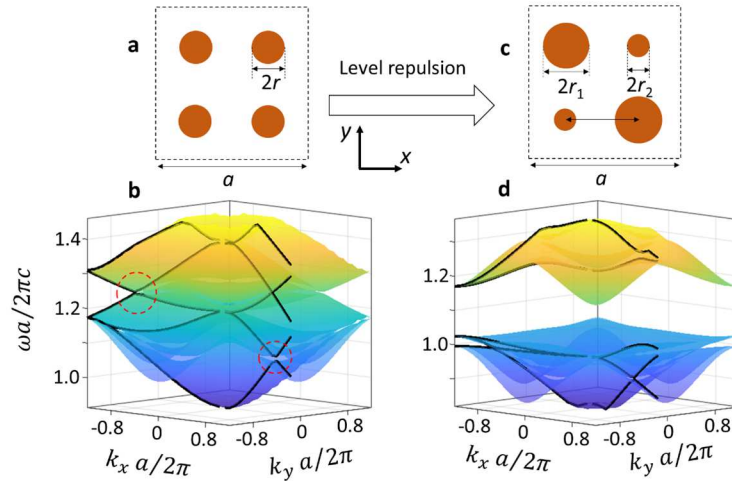 a
2r
a
Level repulsion
y
x
c
2r₁
2r₂
a
b
ωa/2πc
1.4
1.2
1.0
-0.8
0
0.8
-0.8
0
0.8
kₓ a/2π
k_y a/2π
d
1.2
1.0
-0.8
0
0.8
-0.8
0
0.8
kₓ a/2π
k_y a/2π